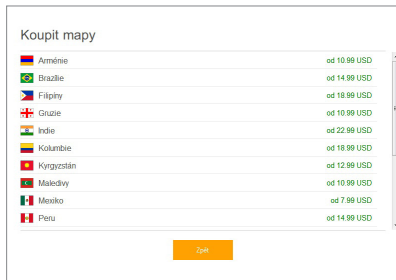 Koupit mapy
Arménie od 10.99 USD
Brazílie od 14.99 USD
Filipíny od 18.99 USD
Gruzie od 10.99 USD
Indie od 22.99 USD
Kolumbie od 18.99 USD
Kyrgyzstán od 12.99 USD
Maledivy od 10.99 USD
Mexiko od 7.99 USD
Peru od 14.99 USD
Zpět